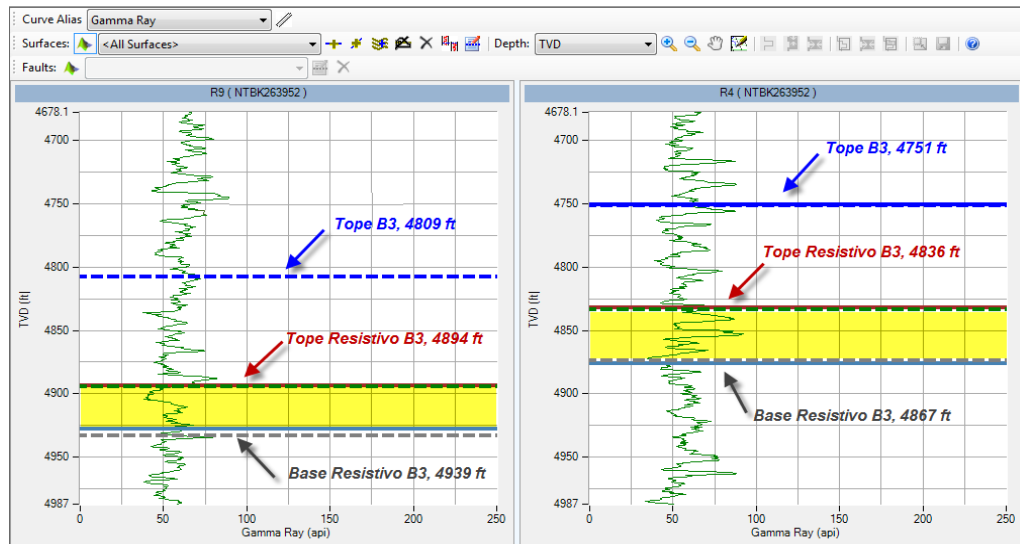 Curve Alias Gamma Ray
Surfaces: <All Surfaces> Depth: TVD
Faults:
R9 ( NTBK263952 )
4678.1
4700
4750
4800
4850
4900
4950
4987
TVD [ft]
Tope B3, 4809 ft
Tope Resistivo B3, 4894 ft
Base Resistivo B3, 4939 ft
0 50 100 150 200 250
Gamma Ray (api)
R4 ( NTBK263952 )
4678.1
4700
4750
4800
4850
4900
4950
4987
TVD [ft]
Tope B3, 4751 ft
Tope Resistivo B3, 4836 ft
Base Resistivo B3, 4867 ft
0 50 100 150 200 250
Gamma Ray (api)